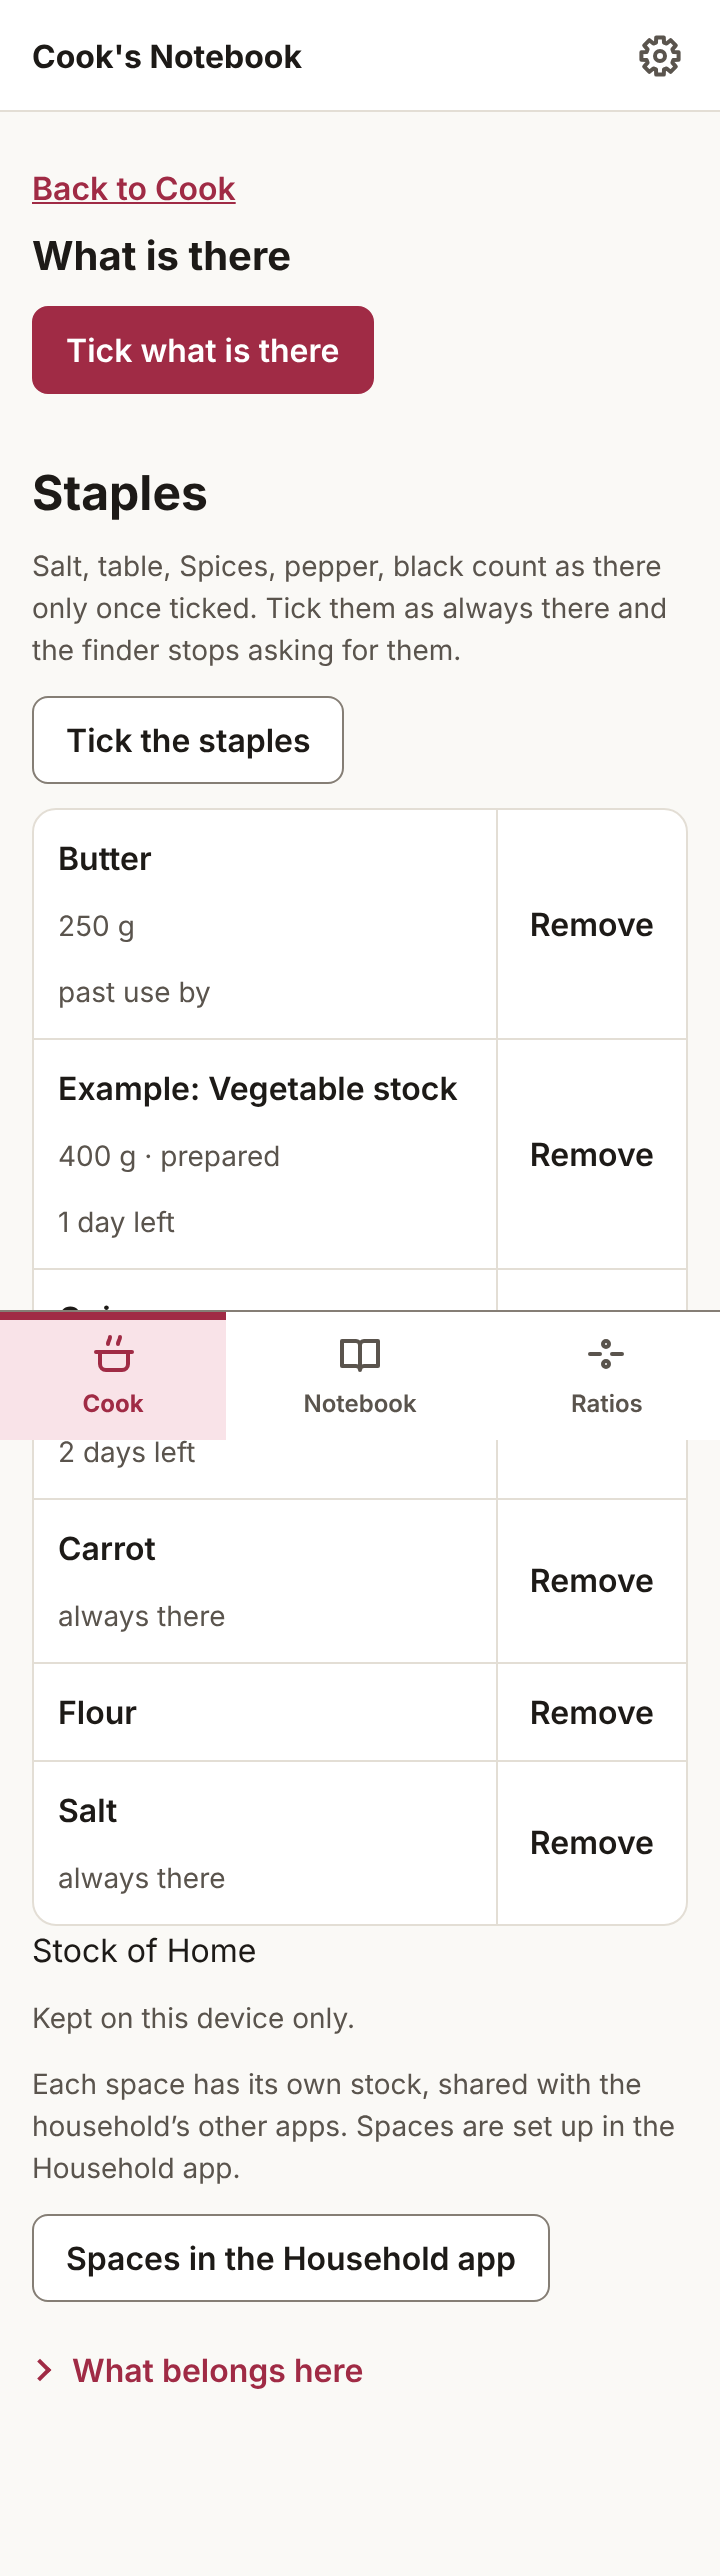 Cook's Notebook
Back to Cook
What is there
Tick what is there
Staples
Salt, table, Spices, pepper, black count as there
only once ticked. Tick them as always there and
the finder stops asking for them.
Tick the staples
Butter
250 g
past use by
Remove
Example: Vegetable stock
400 g · prepared
1 day left
Remove
Cook
Notebook
Ratios
2 days left
Carrot
always there
Remove
Flour
Remove
Salt
always there
Remove
Stock of Home
Kept on this device only.
Each space has its own stock, shared with the
household’s other apps. Spaces are set up in the
Household app.
Spaces in the Household app
What belongs here